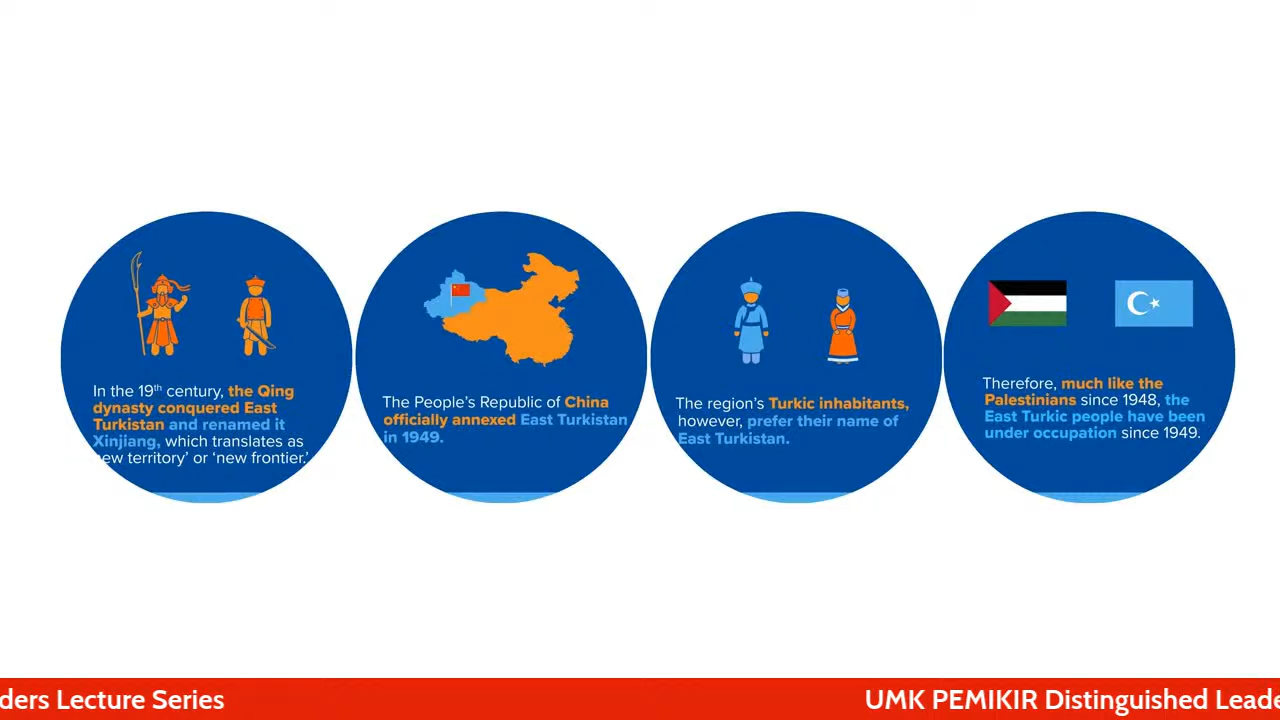 In the 19th century, the Qing
dynasty conquered East
Turkistan and renamed it
Xinjiang, which translates as
ew territory’ or ‘new frontier.’
The People’s Republic of China
officially annexed East Turkistan
in 1949.
The region’s Turkic inhabitants,
however, prefer their name of
East Turkistan.
Therefore, much like the
Palestinians since 1948, the
East Turkic people have been
under occupation since 1949.
ders Lecture Series
UMK PEMIKIR Distinguished Leade